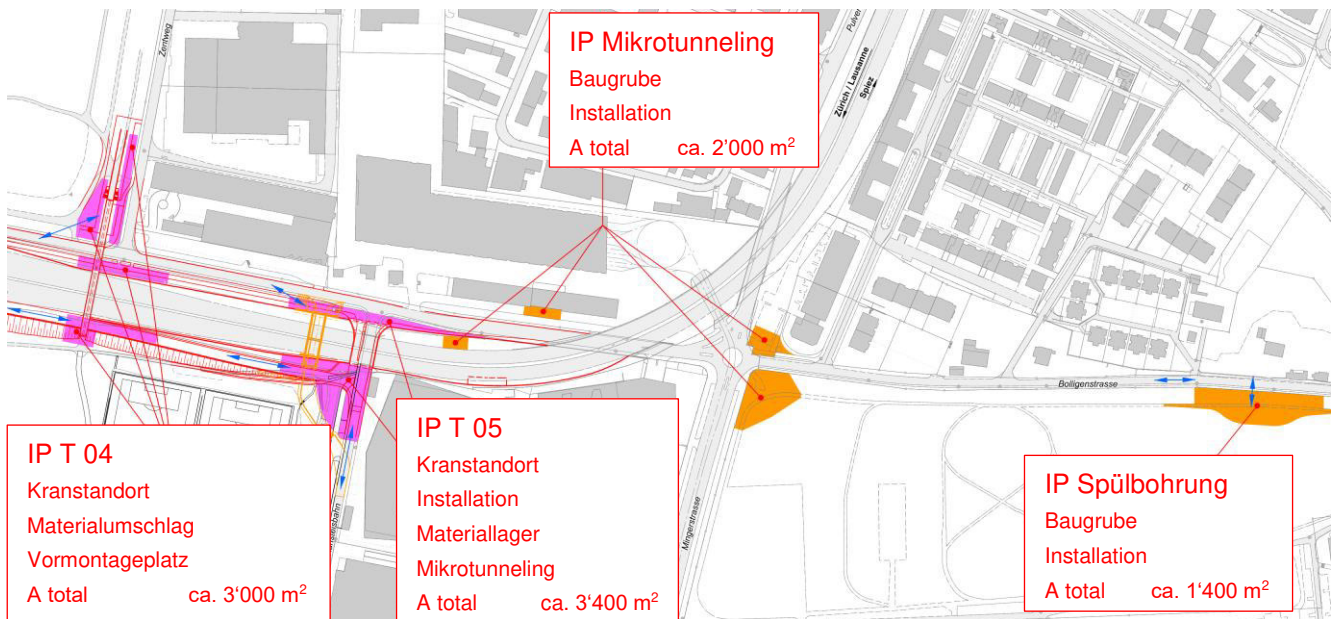 Zentweg
IP Mikrotunneling
Baugrube
Installation
A total ca. 2’000 m²
Zürich / Lausanne
Spiez
Bolligenstrasse
Mingerstrasse
IP T 04
Kranstandort
Materialumschlag
Vormontageplatz
A total ca. 3‘000 m²
IP T 05
Kranstandort
Installation
Materiallager
Mikrotunneling
A total ca. 3‘400 m²
IP Spülbohrung
Baugrube
Installation
A total ca. 1‘400 m²